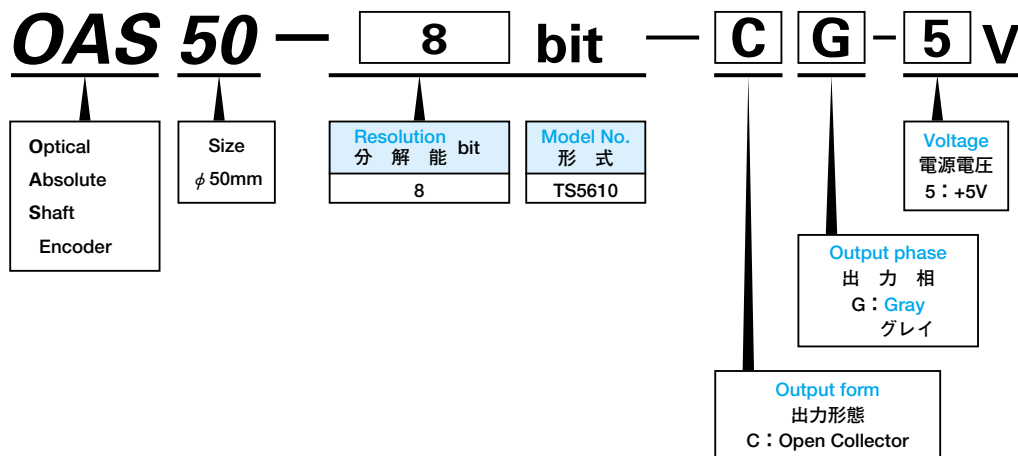 OAS 50 — 8 bit — C G - 5 V
Optical
Absolute
Shaft
Encoder
Size
φ 50mm
Resolution
分 解 能 bit
8
Model No.
形 式
TS5610
Voltage
電源電圧
5：+5V
Output phase
出 力 相
G：Gray
グレイ
Output form
出力形態
C：Open Collector